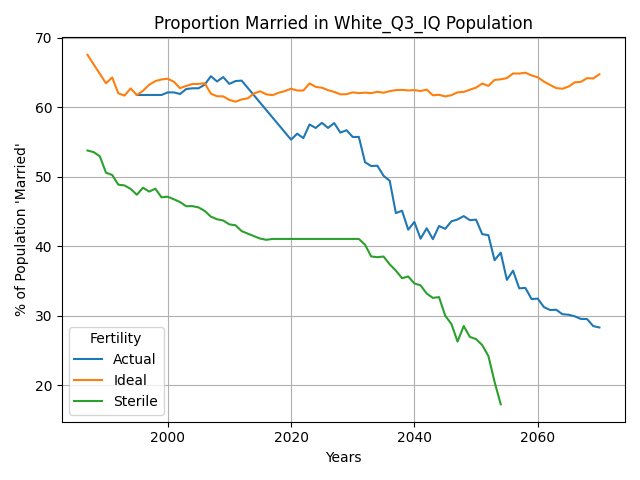 Proportion Married in White_Q3_IQ Population
% of Population 'Married'
70
60
50
40
30
20
Fertility
Actual
Ideal
Sterile
2000
2020
2040
2060
Years